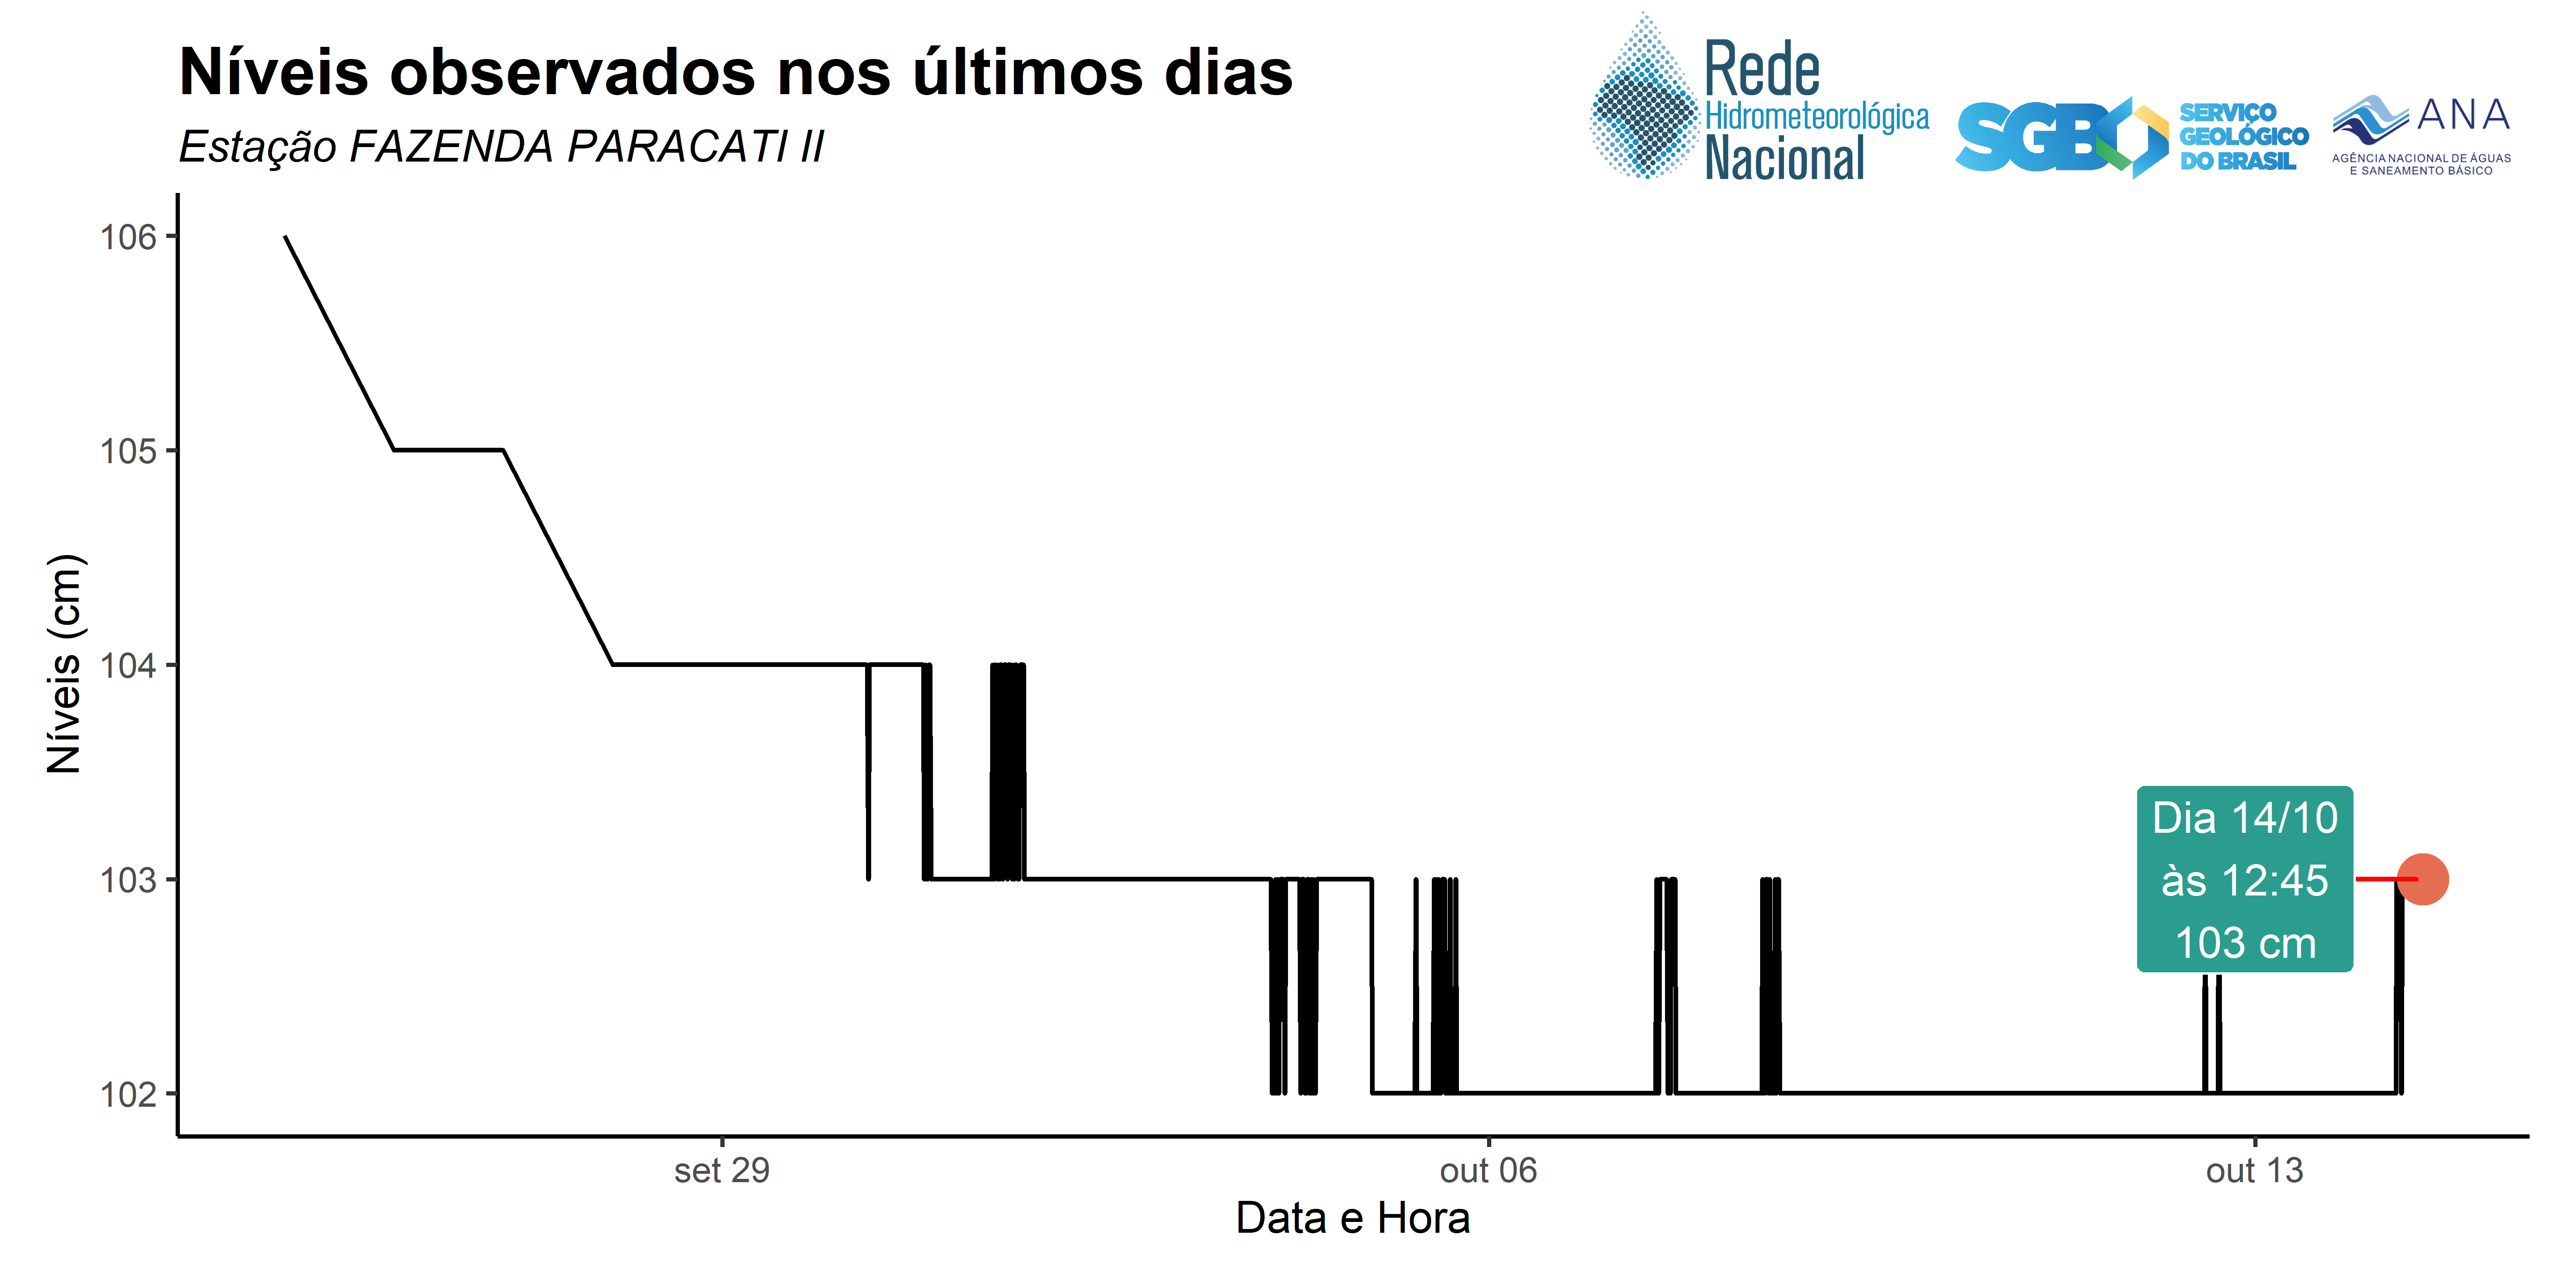 Níveis observados nos últimos dias
Estação FAZENDA PARACATI II
Rede
Hidrometeorológica
Nacional
SGB
SERVIÇO
GEOLÓGICO
DO BRASIL
ANA
AGÊNCIA NACIONAL DE ÁGUAS
E SANEAMENTO BÁSICO
Níveis (cm)
106
105
104
103
102
Dia 14/10
às 12:45
103 cm
set 29
out 06
out 13
Data e Hora